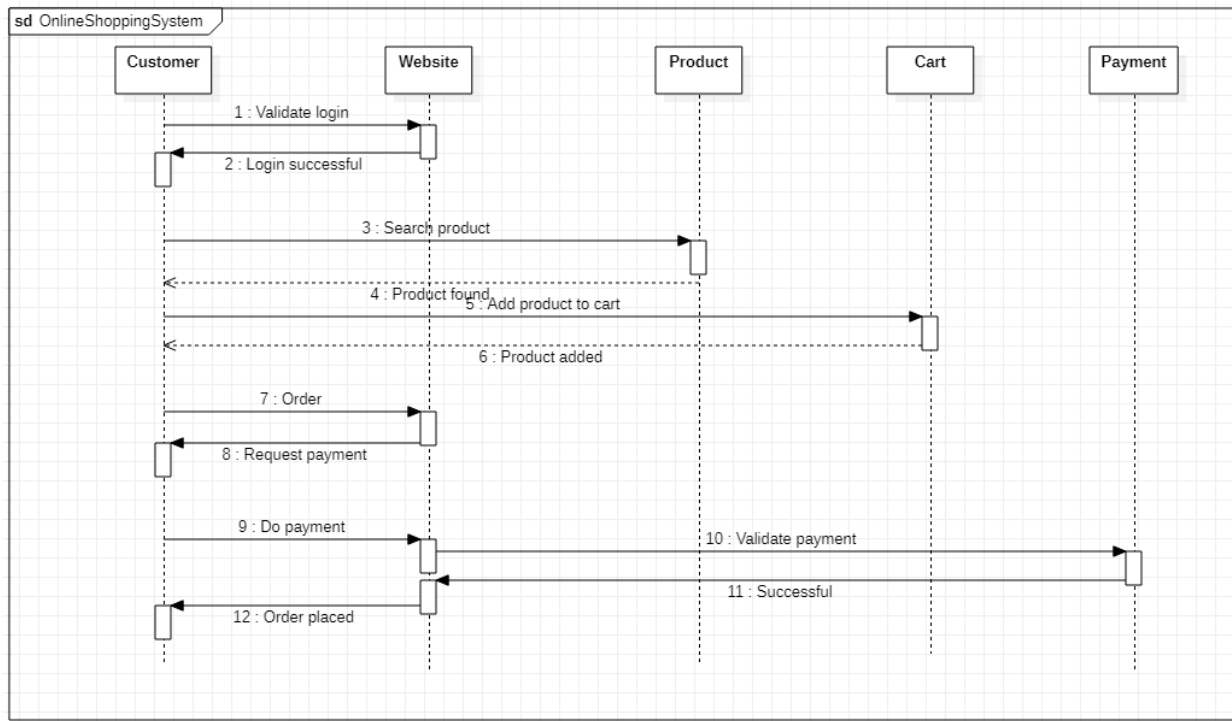 sd OnlineShoppingSystem
Customer
Website
Product
Cart
Payment
1 : Validate login
2 : Login successful
3 : Search product
4 : Product found
5 : Add product to cart
6 : Product added
7 : Order
8 : Request payment
9 : Do payment
10 : Validate payment
11 : Successful
12 : Order placed